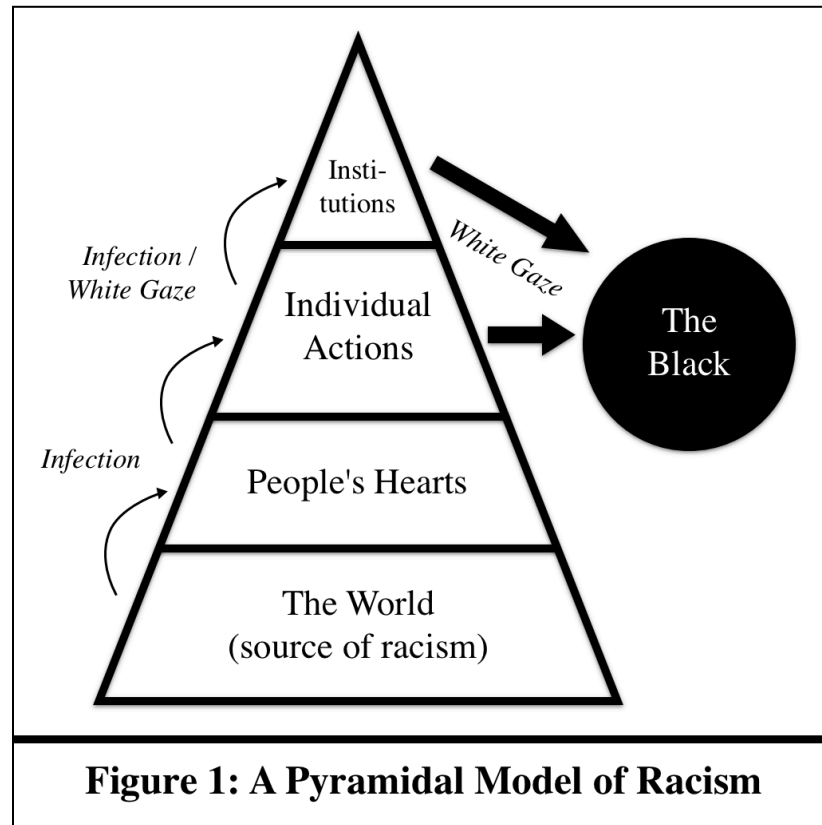 Insti-
tutions
Infection /
White Gaze
White Gaze
Individual
Actions
The
Black
Infection
People's Hearts
The World
(source of racism)
Figure 1: A Pyramidal Model of Racism